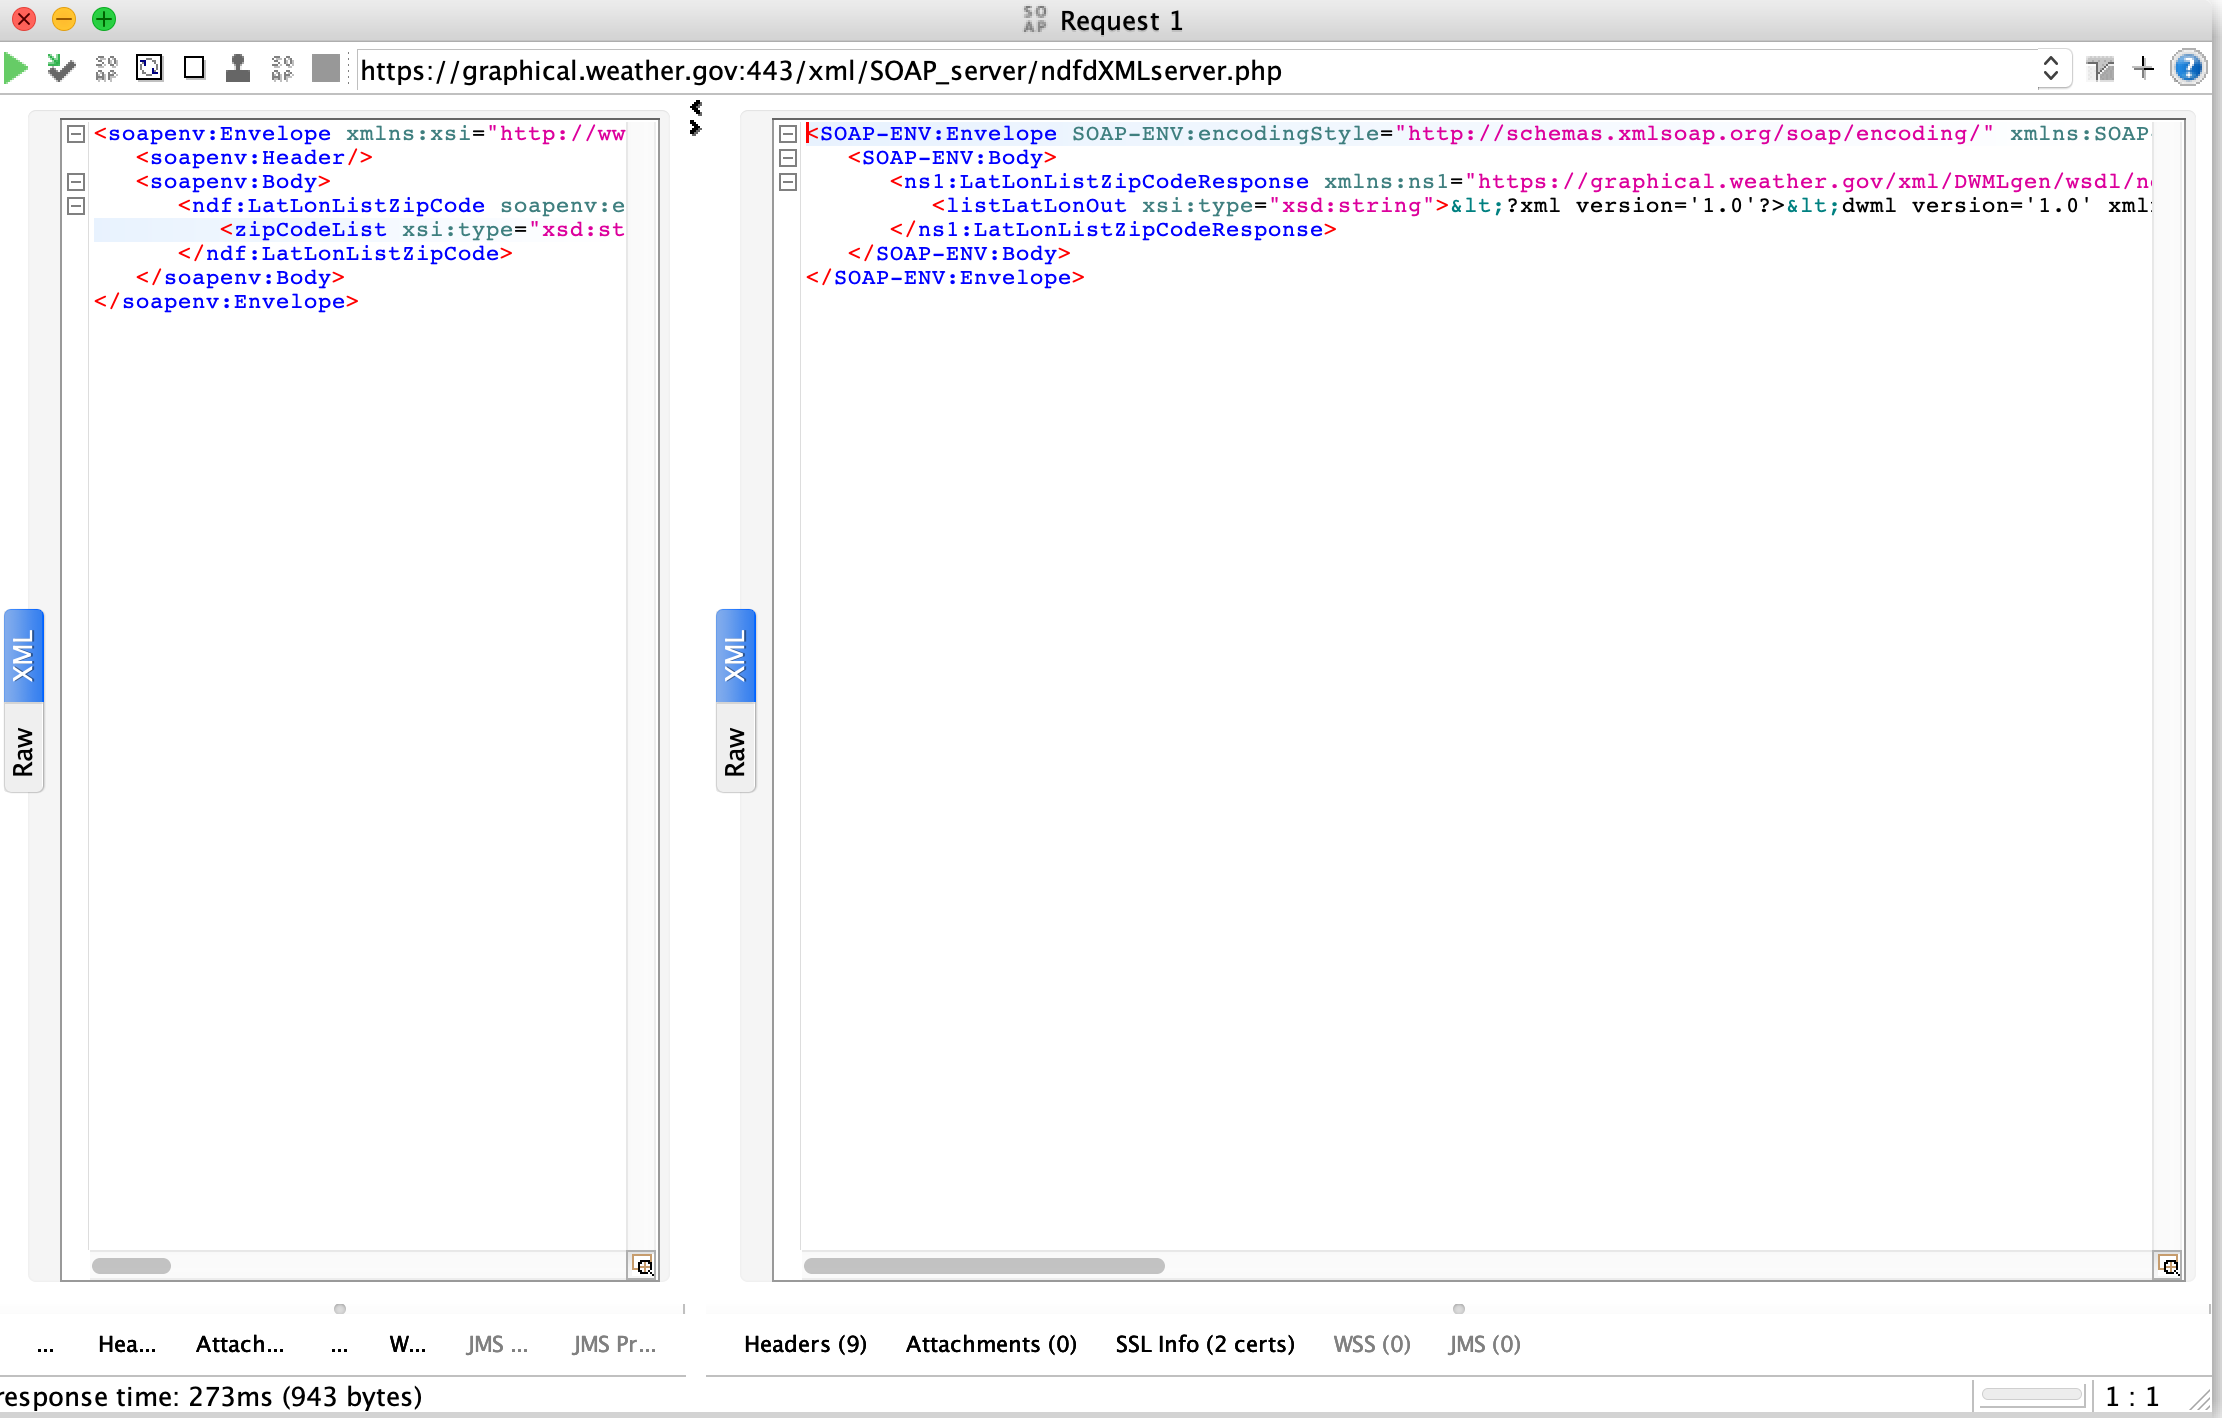 SOAP Request 1
SOAP SOAP https://graphical.weather.gov:443/xml/SOAP_server/ndfdXMLserver.php ?
<soapenv:Envelope xmlns:xsi="http://ww
<soapenv:Header/>
<soapenv:Body>
<ndf:LatLonListZipCode soapenv:e
<zipCodeList xsi:type="xsd:st
</ndf:LatLonListZipCode>
</soapenv:Body>
</soapenv:Envelope>
XML
Raw
... Hea... Attach... ... W... JMS ... JMS Pr...
<SOAP-ENV:Envelope SOAP-ENV:encodingStyle="http://schemas.xmlsoap.org/soap/encoding/" xmlns:SOAP-
<SOAP-ENV:Body>
<ns1:LatLonListZipCodeResponse xmlns:ns1="https://graphical.weather.gov/xml/DWMLgen/wsdl/n
<listLatLonOut xsi:type="xsd:string">&lt;?xml version='1.0'?>&lt;dwml version='1.0' xml
</ns1:LatLonListZipCodeResponse>
</SOAP-ENV:Body>
</SOAP-ENV:Envelope>
XML
Raw
Headers (9) Attachments (0) SSL Info (2 certs) WSS (0) JMS (0)
response time: 273ms (943 bytes)
1 : 1